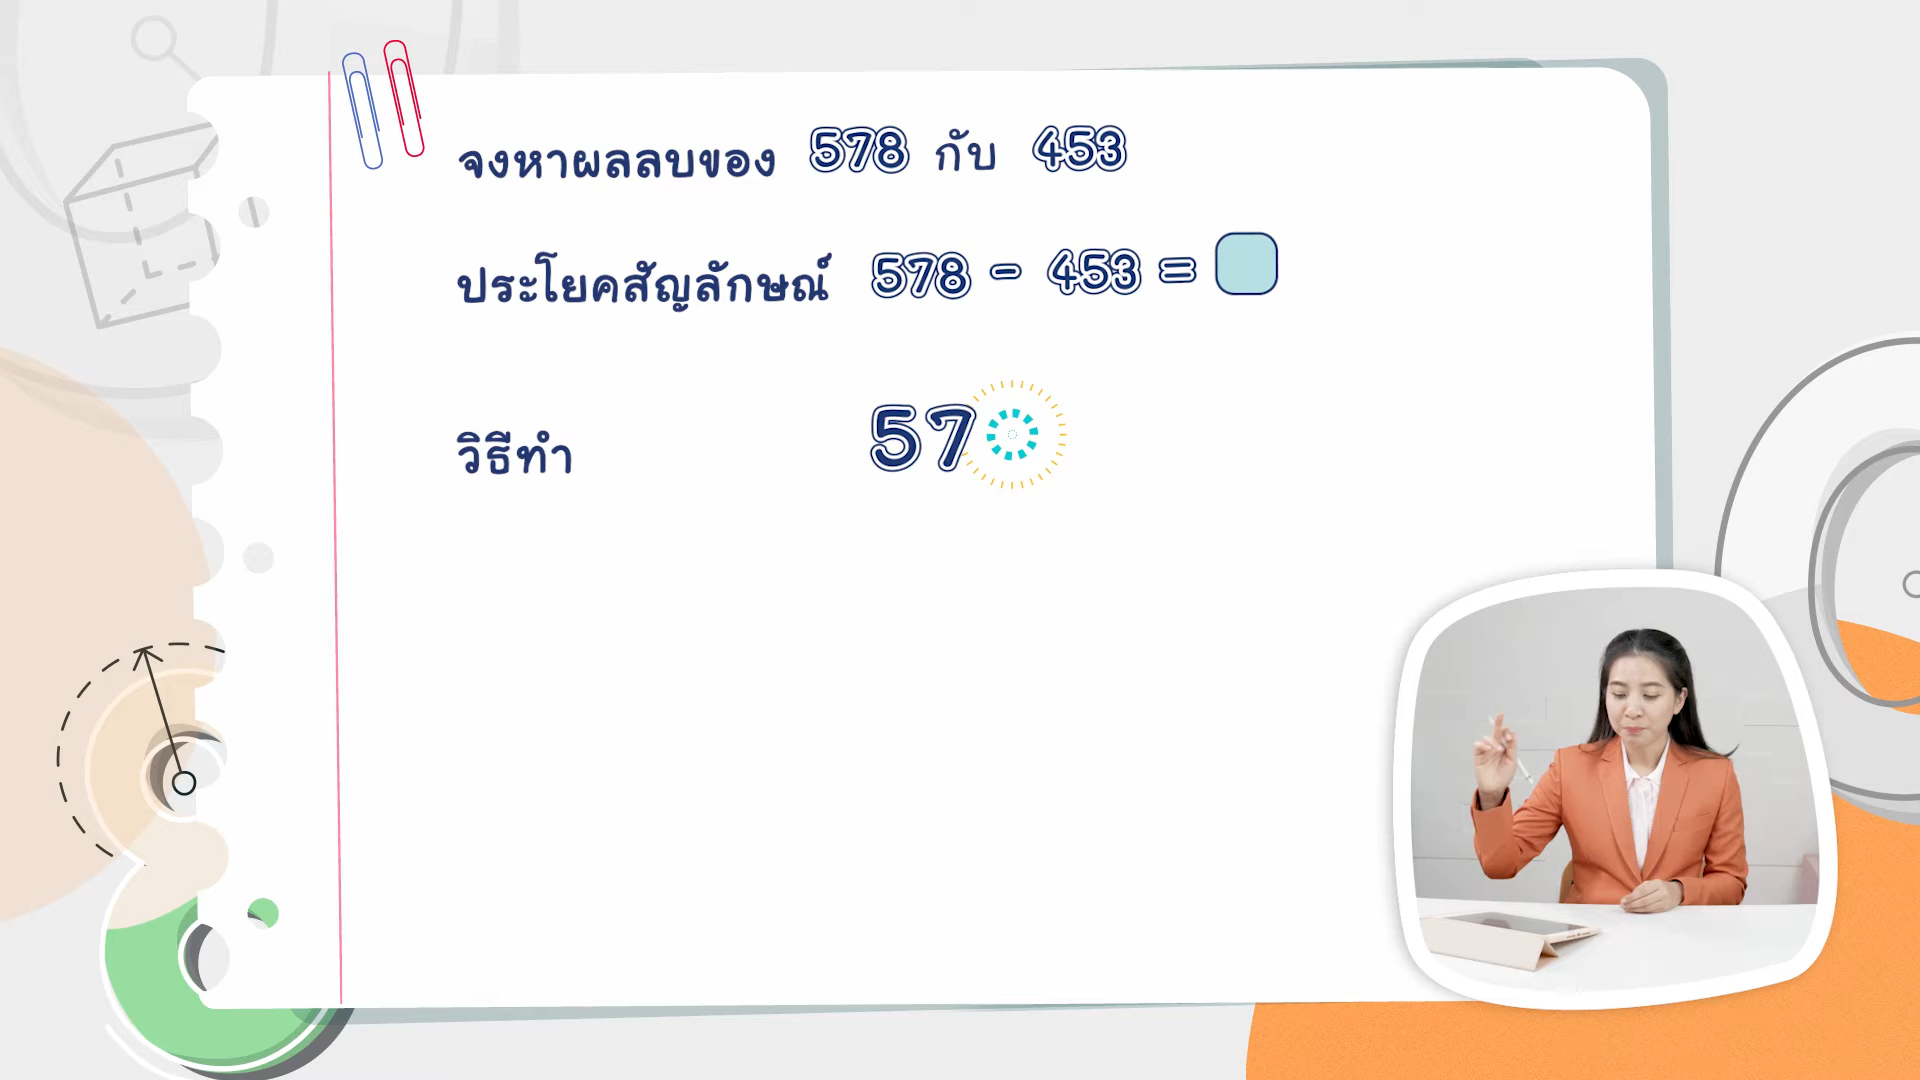 จงหาผลลบของ 578 กับ 453
ประโยคสัญลักษณ์ 578 - 453 =
วิธีทำ 57